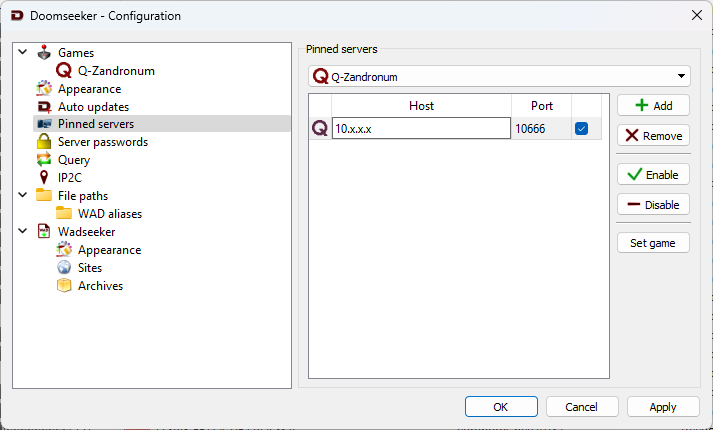 Doomseeker - Configuration
Games
Q-Zandronum
Appearance
Auto updates
Pinned servers
Server passwords
Query
IP2C
File paths
WAD aliases
Wadseeker
Appearance
Sites
Archives
Pinned servers
Q-Zandronum
Host Port
10.x.x.x 10666
Add
Remove
Enable
Disable
Set game
OK Cancel Apply